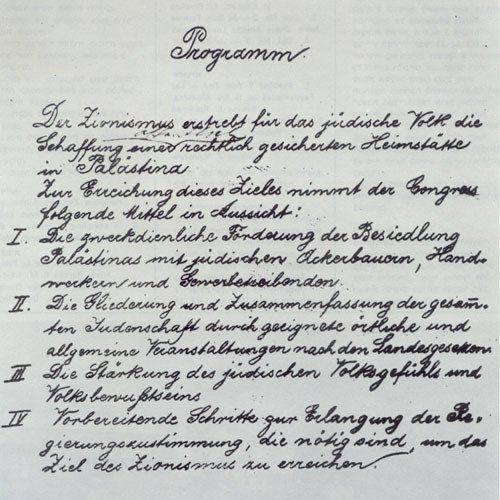 Programm.
Der Zionismus erstrebt für das jüdische Volk die
Schaffung einer rechtlich gesicherten Heimstätte
in Palästina
Zur Erreichung dieses Zieles nimmt der Congress
folgende Mittel in Aussicht:
I. Die zweckdienliche Förderung der Besiedlung
Palästinas mit jüdischen Ackerbauern, Hand-
werkern und Gewerbetreibenden.
II. Die Gliederung und Zusammenfassung der gesam̅-
ten Judenschaft durch geeignete örtliche und
allgemeine Veranstaltungen nach den Landesgesetzen.
III Die Stärkung des jüdischen Volksgefühls und
Volksbewußtseins
IV Vorbereitende Schritte zur Erlangung der Re-
gierungszustimmung, die nötig sind, um das
Ziel des Zionismus zu erreichen.